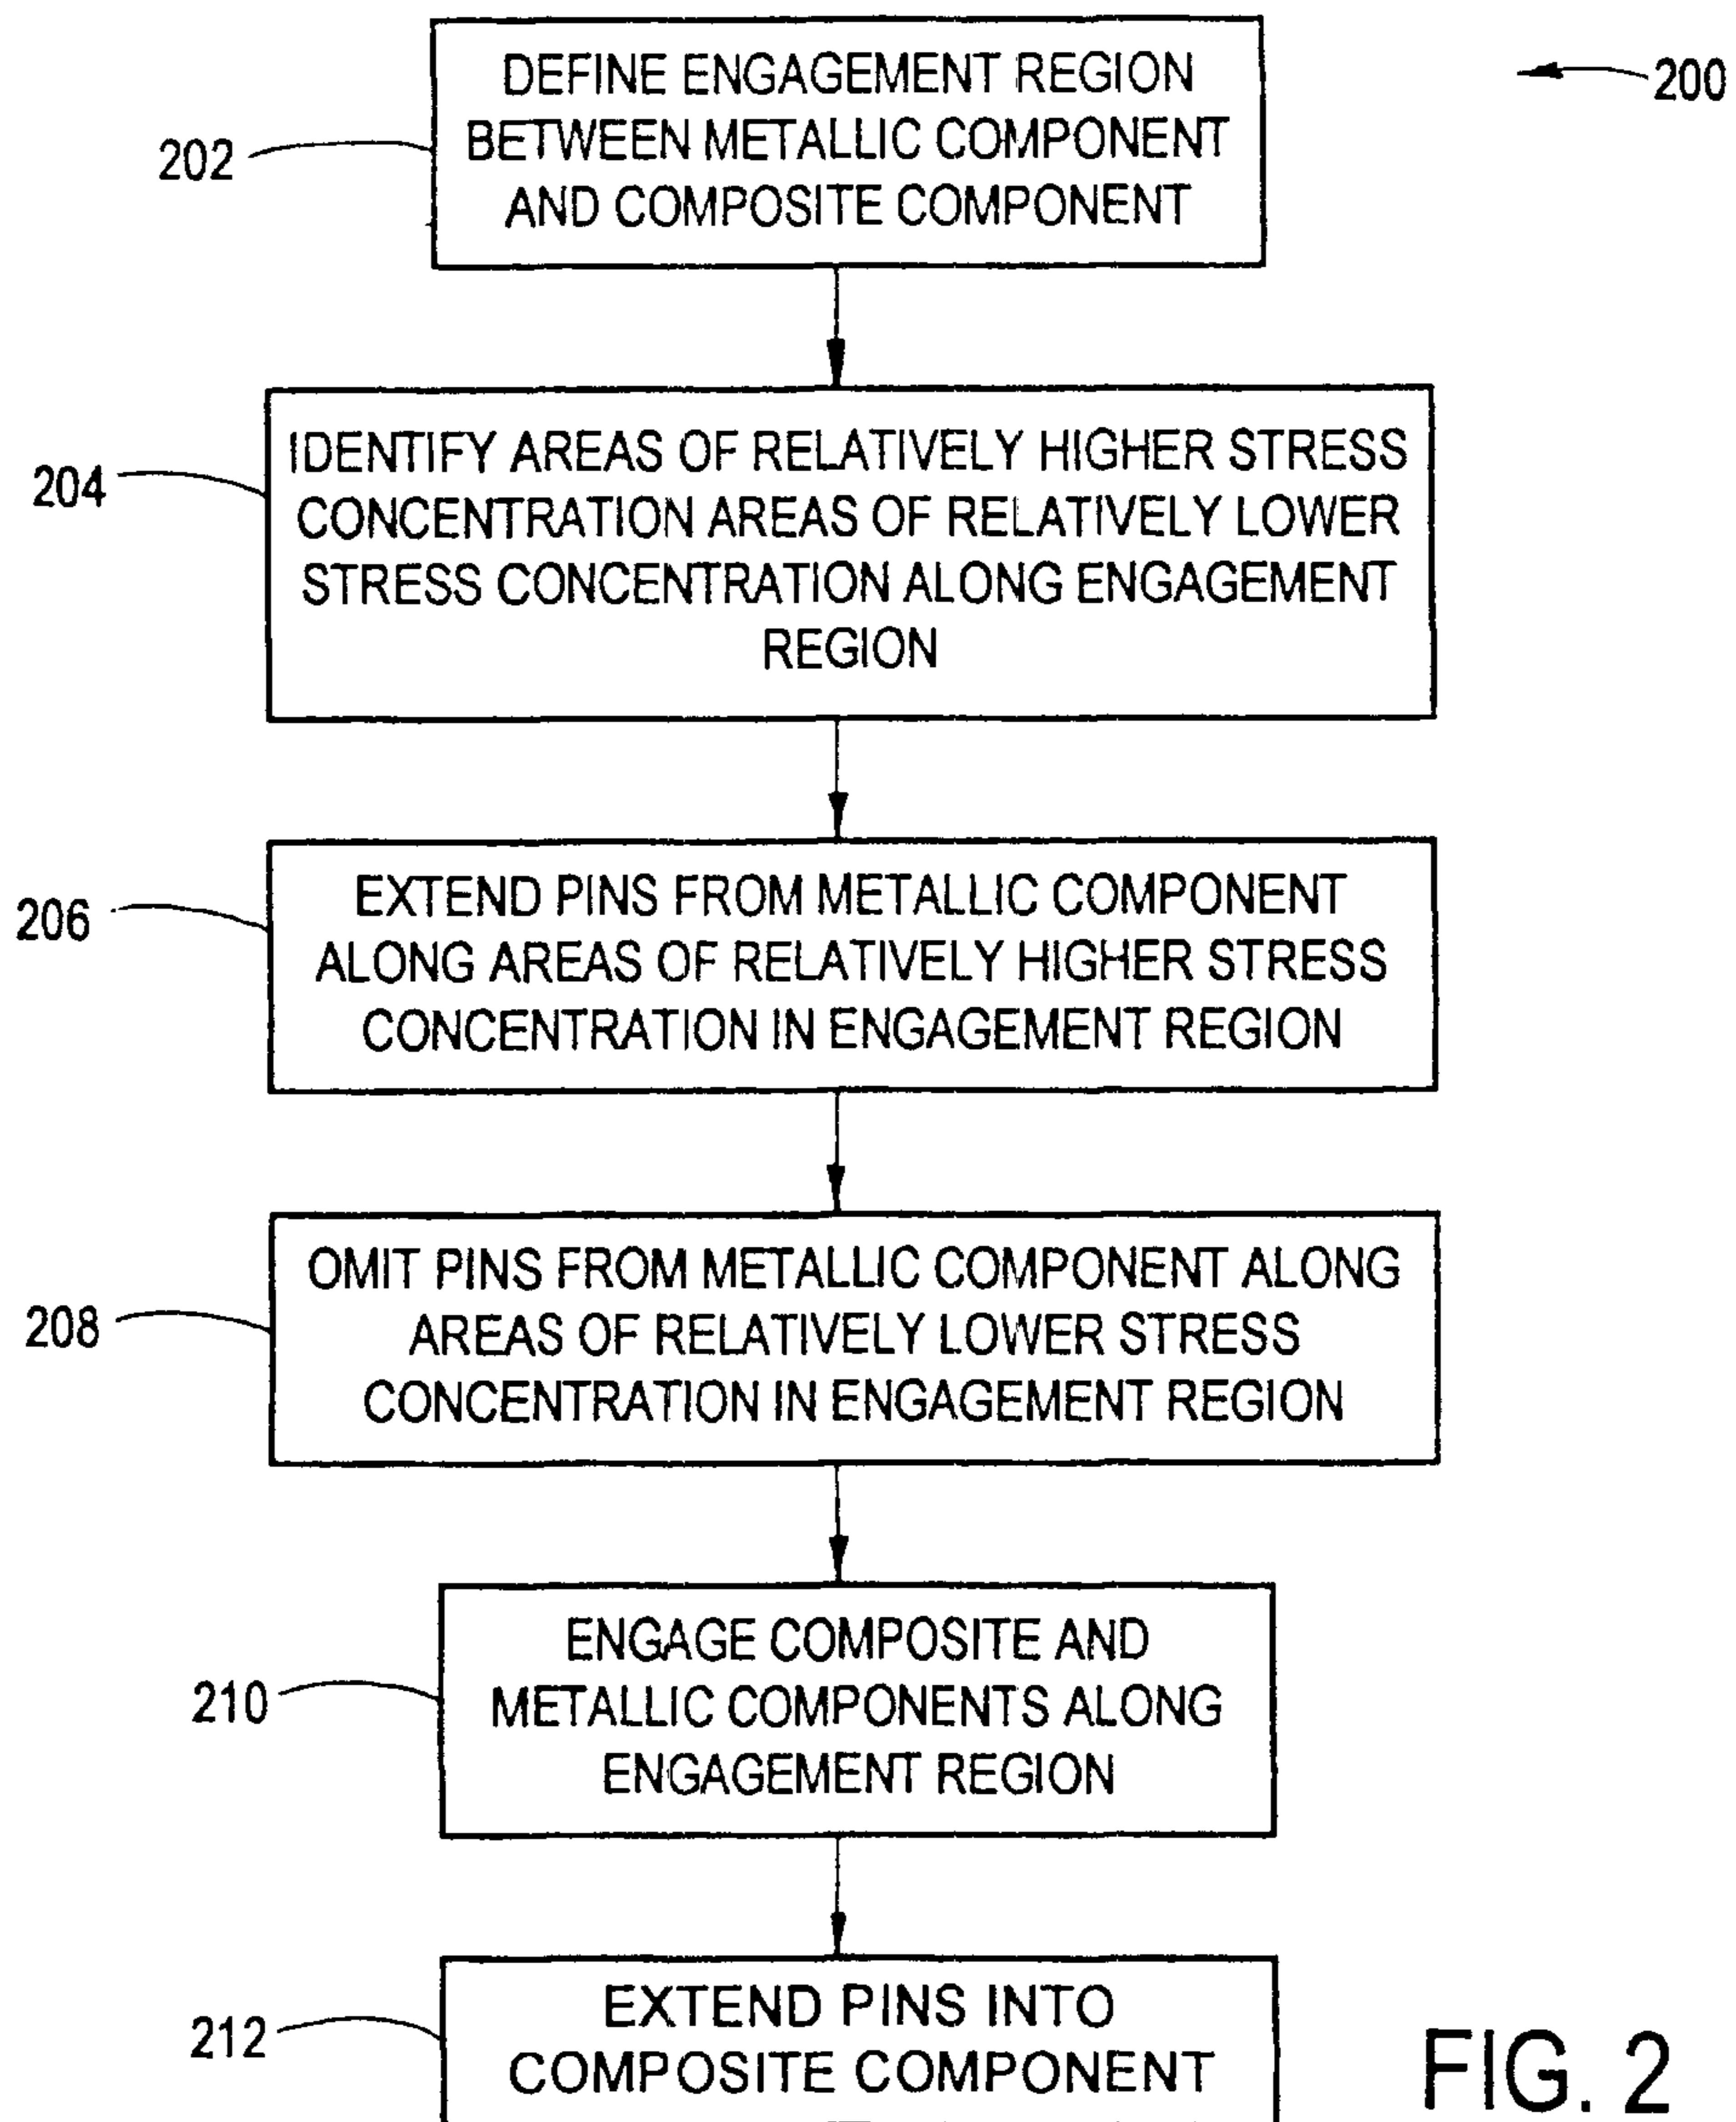 200
DEFINE ENGAGEMENT REGION
BETWEEN METALLIC COMPONENT
AND COMPOSITE COMPONENT
202
IDENTIFY AREAS OF RELATIVELY HIGHER STRESS
CONCENTRATION AREAS OF RELATIVELY LOWER
STRESS CONCENTRATION ALONG ENGAGEMENT
REGION
204
EXTEND PINS FROM METALLIC COMPONENT
ALONG AREAS OF RELATIVELY HIGHER STRESS
CONCENTRATION IN ENGAGEMENT REGION
206
OMIT PINS FROM METALLIC COMPONENT ALONG
AREAS OF RELATIVELY LOWER STRESS
CONCENTRATION IN ENGAGEMENT REGION
208
ENGAGE COMPOSITE AND
METALLIC COMPONENTS ALONG
ENGAGEMENT REGION
210
EXTEND PINS INTO
COMPOSITE COMPONENT
212
FIG. 2